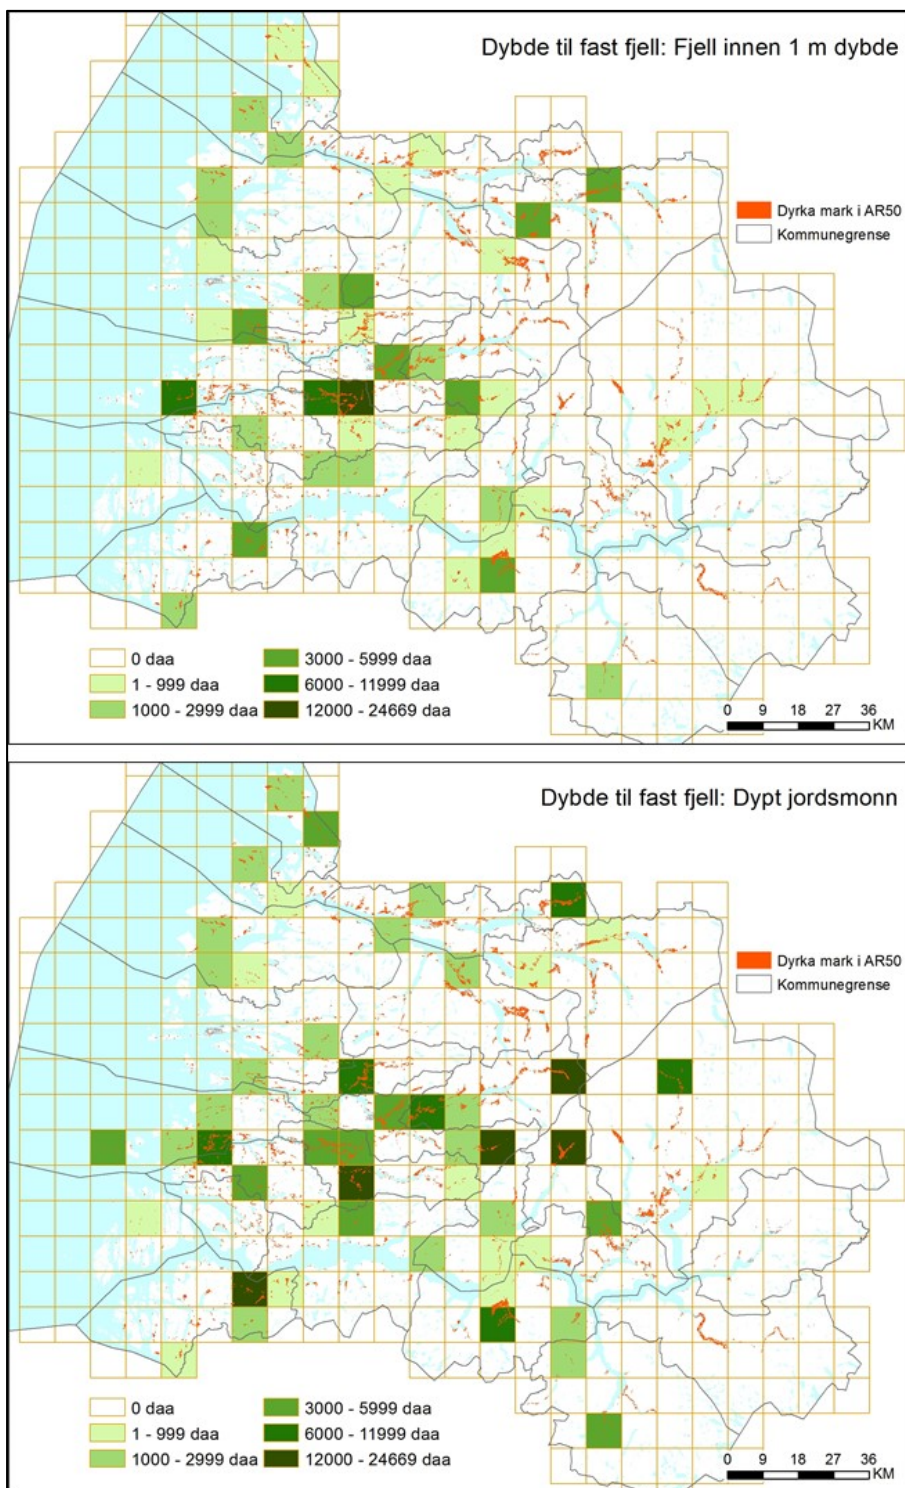 Dybde til fast fjell: Fjell innen 1 m dybde
Dyrka mark i AR50
Kommunegrense
0 daa
1 - 999 daa
1000 - 2999 daa
3000 - 5999 daa
6000 - 11999 daa
12000 - 24669 daa
0 9 18 27 36
KM
Dybde til fast fjell: Dypt jordsmonn
Dyrka mark i AR50
Kommunegrense
0 daa
1 - 999 daa
1000 - 2999 daa
3000 - 5999 daa
6000 - 11999 daa
12000 - 24669 daa
0 9 18 27 36
KM